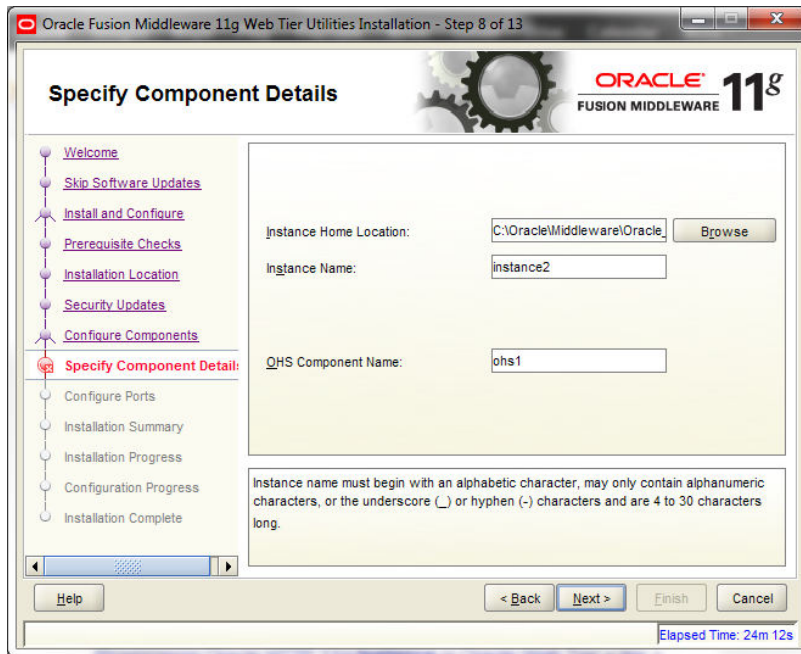 Oracle Fusion Middleware 11g Web Tier Utilities Installation - Step 8 of 13
Specify Component Details
ORACLE
FUSION MIDDLEWARE 11g
Welcome
Skip Software Updates
Install and Configure
Prerequisite Checks
Installation Location
Security Updates
Configure Components
Specify Component Details
Configure Ports
Installation Summary
Installation Progress
Configuration Progress
Installation Complete
Instance Home Location: C:\Oracle\Middleware\Oracle_ Browse
Instance Name: instance2
OHS Component Name: ohs1
Instance name must begin with an alphabetic character, may only contain alphanumeric
characters, or the underscore (_) or hyphen (-) characters and are 4 to 30 characters
long.
Help < Back Next > Finish Cancel
Elapsed Time: 24m 12s